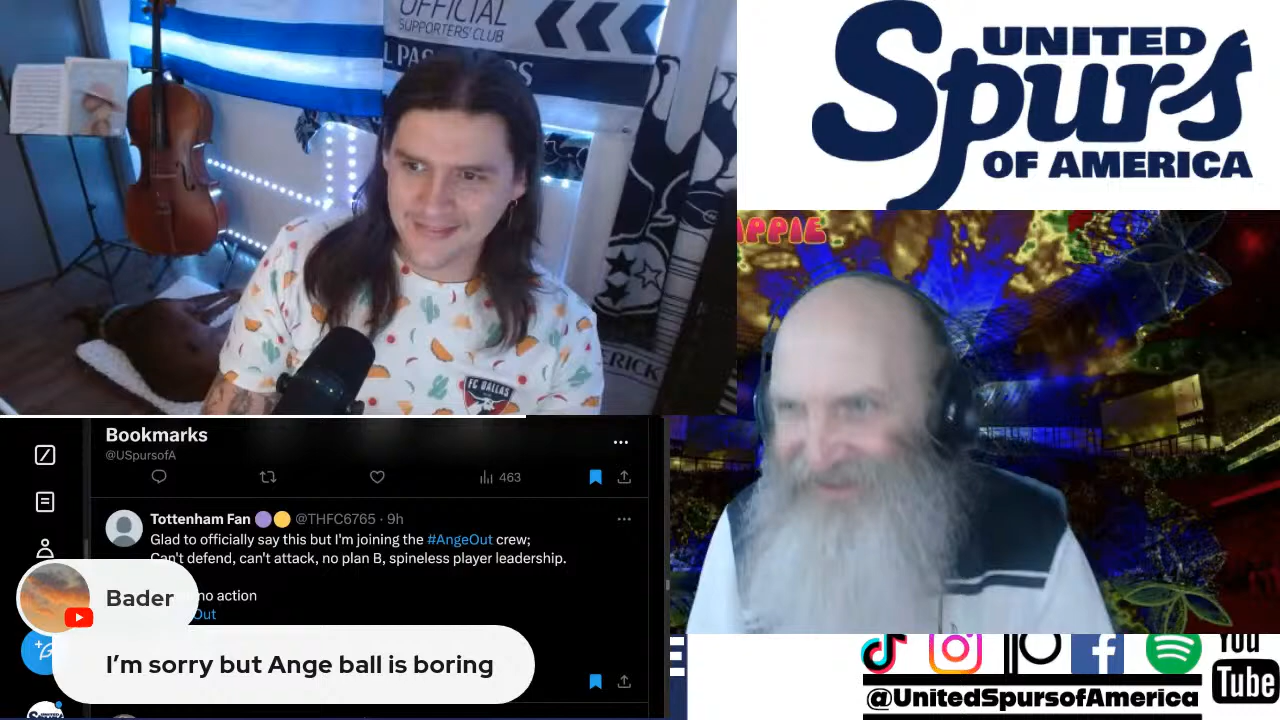 OFFICIAL
SUPPORTERS' CLUB
UNITED
Spurs
OF AMERICA
FC DALLAS
Bookmarks
@USpursofA
463
Tottenham Fan @THFC6765 · 9h
Glad to officially say this but I'm joining the #AngeOut crew;
Can't defend, can't attack, no plan B, spineless player leadership.
no action
Out
Bader
I'm sorry but Ange ball is boring
You
Tube
@UnitedSpursofAmerica